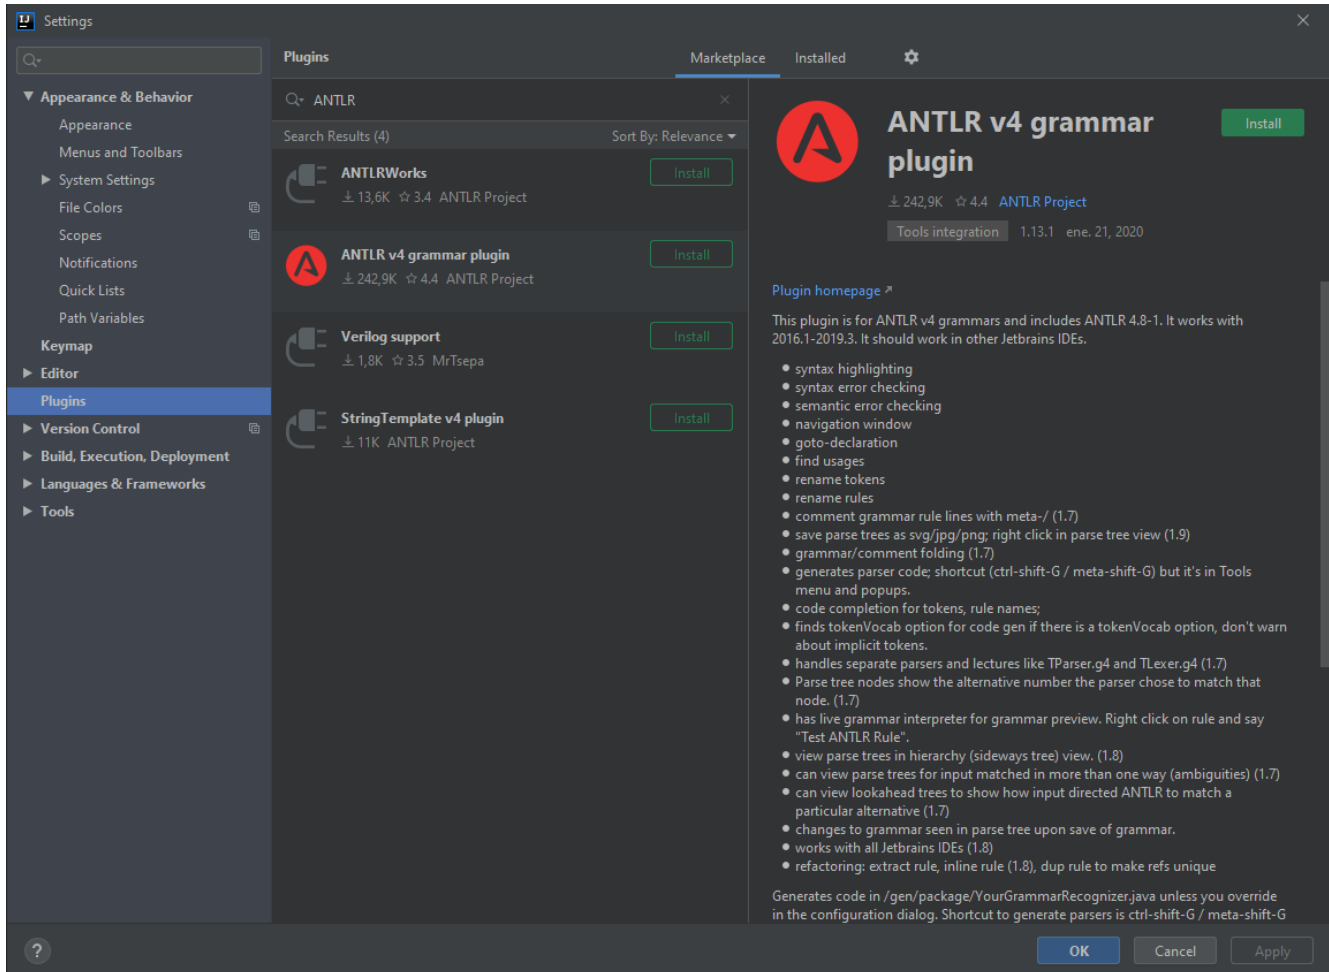 Settings
Appearance & Behavior
Appearance
Menus and Toolbars
System Settings
File Colors
Scopes
Notifications
Quick Lists
Path Variables
Keymap
Editor
Plugins
Version Control
Build, Execution, Deployment
Languages & Frameworks
Tools
Plugins
Marketplace
Installed
ANTLR
Search Results (4)
Sort By: Relevance
ANTLRWorks
13,6K 3.4 ANTLR Project
Install
ANTLR v4 grammar plugin
242,9K 4.4 ANTLR Project
Install
Verilog support
1,8K 3.5 MrTsepa
Install
StringTemplate v4 plugin
11K ANTLR Project
Install
ANTLR v4 grammar
plugin
Install
242,9K 4.4 ANTLR Project
Tools integration 1.13.1 ene. 21, 2020
Plugin homepage
This plugin is for ANTLR v4 grammars and includes ANTLR 4.8-1. It works with
2016.1-2019.3. It should work in other Jetbrains IDEs.
• syntax highlighting
• syntax error checking
• semantic error checking
• navigation window
• goto-declaration
• find usages
• rename tokens
• rename rules
• comment grammar rule lines with meta-/ (1.7)
• save parse trees as svg/jpg/png; right click in parse tree view (1.9)
• grammar/comment folding (1.7)
• generates parser code; shortcut (ctrl-shift-G / meta-shift-G) but it's in Tools
menu and popups.
• code completion for tokens, rule names;
• finds tokenVocab option for code gen if there is a tokenVocab option, don't warn
about implicit tokens.
• handles separate parsers and lectures like TParser.g4 and TLexer.g4 (1.7)
• Parse tree nodes show the alternative number the parser chose to match that
node. (1.7)
• has live grammar interpreter for grammar preview. Right click on rule and say
"Test ANTLR Rule".
• view parse trees in hierarchy (sideways tree) view. (1.8)
• can view parse trees for input matched in more than one way (ambiguities) (1.7)
• can view lookahead trees to show how input directed ANTLR to match a
particular alternative (1.7)
• changes to grammar seen in parse tree upon save of grammar.
• works with all Jetbrains IDEs (1.8)
• refactoring: extract rule, inline rule (1.8), dup rule to make refs unique
Generates code in /gen/package/YourGrammarRecognizer.java unless you override
in the configuration dialog. Shortcut to generate parsers is ctrl-shift-G / meta-shift-G
?
OK
Cancel
Apply